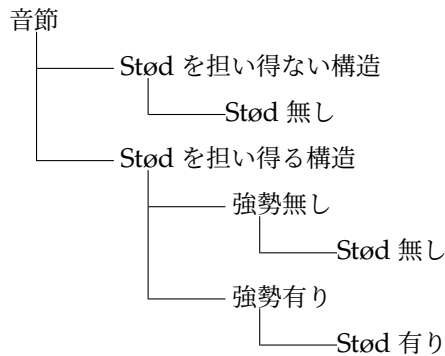 音節
Stød を担い得ない構造
Stød 無し
Stød を担い得る構造
強勢無し
Stød 無し
強勢有り
Stød 有り